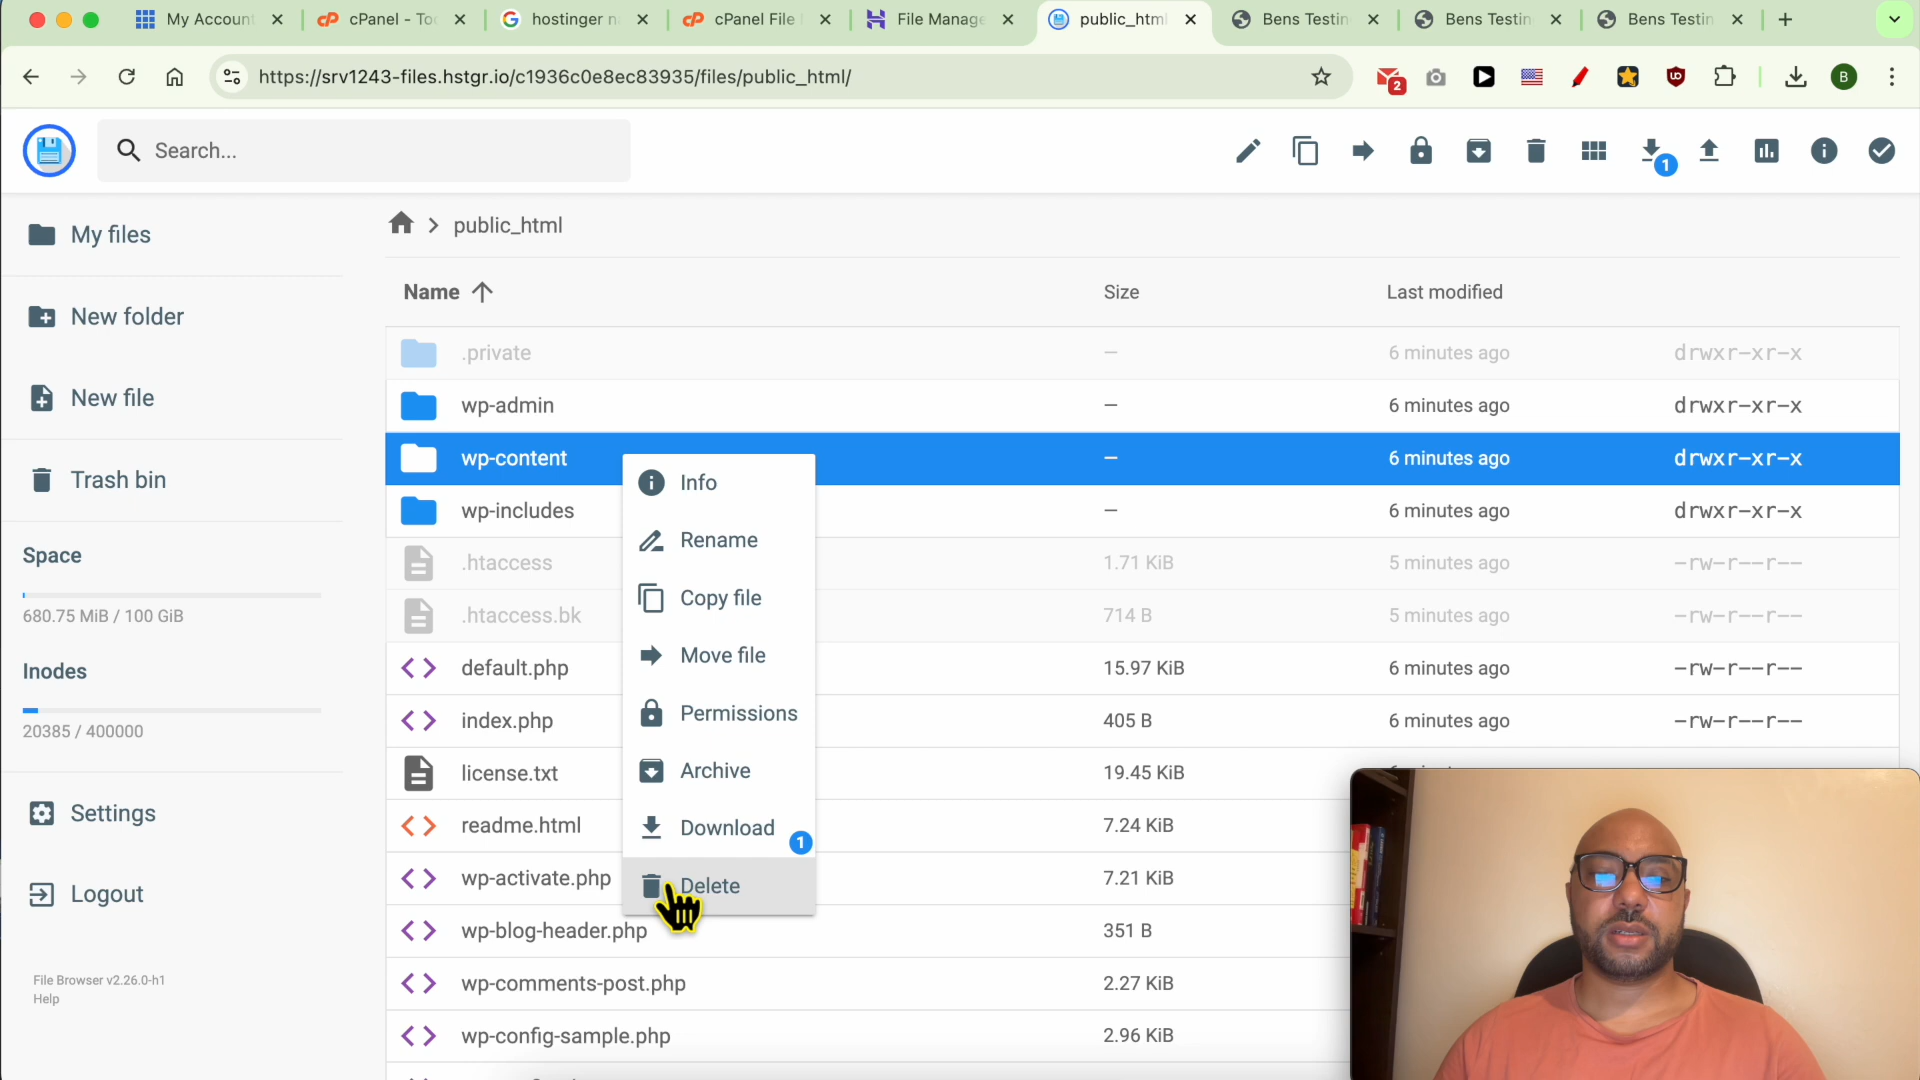 My Account
cPanel - Too
hostinger n
cPanel File
File Manage
public_html
Bens Testin
Bens Testin
Bens Testin
https://srv1243-files.hstgr.io/c1936c0e8ec83935/files/public_html/
2
B
Search...
1
My files
New folder
New file
Trash bin
Space
680.75 MiB / 100 GiB
Inodes
20385 / 400000
Settings
Logout
File Browser v2.26.0-h1
Help
public_html
Name Size Last modified
.private — 6 minutes ago drwxr-xr-x
wp-admin — 6 minutes ago drwxr-xr-x
wp-content — 6 minutes ago drwxr-xr-x
wp-includes — 6 minutes ago drwxr-xr-x
.htaccess 1.71 KiB 5 minutes ago -rw-r--r--
.htaccess.bk 714 B 5 minutes ago -rw-r--r--
default.php 15.97 KiB 6 minutes ago -rw-r--r--
index.php 405 B 6 minutes ago -rw-r--r--
license.txt 19.45 KiB
readme.html 7.24 KiB
wp-activate.php 7.21 KiB
wp-blog-header.php 351 B
wp-comments-post.php 2.27 KiB
wp-config-sample.php 2.96 KiB
Info
Rename
Copy file
Move file
Permissions
Archive
Download 1
Delete